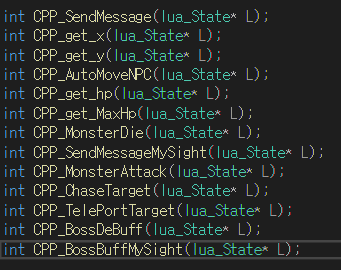 int CPP_SendMessage(lua_State* L);
int CPP_get_x(lua_State* L);
int CPP_get_y(lua_State* L);
int CPP_AutoMoveNPC(lua_State* L);
int CPP_get_hp(lua_State* L);
int CPP_get_MaxHp(lua_State* L);
int CPP_MonsterDie(lua_State* L);
int CPP_SendMessageMySight(lua_State* L);
int CPP_MonsterAttack(lua_State* L);
int CPP_ChaseTarget(lua_State* L);
int CPP_TelePortTarget(lua_State* L);
int CPP_BossDeBuff(lua_State* L);
int CPP_BossBuffMySight(lua_State* L);